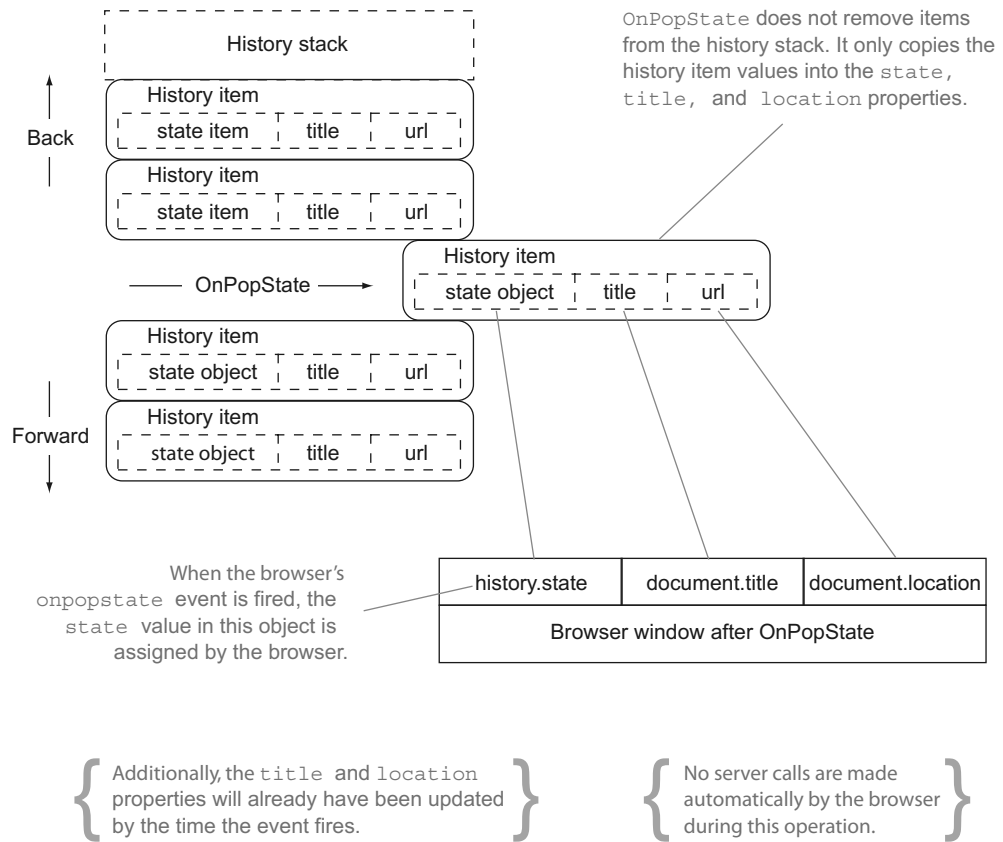 History stack
OnPopState does not remove items
from the history stack. It only copies the
history item values into the state,
title, and location properties.
Back
History item
state item title url
History item
state item title url
OnPopState
History item
state object title url
History item
state object title url
Forward
History item
state object title url
When the browser's
onpopstate event is fired, the
state value in this object is
assigned by the browser.
history.state document.title document.location
Browser window after OnPopState
{ Additionally, the title and location
properties will already have been updated
by the time the event fires. }
{ No server calls are made
automatically by the browser
during this operation. }